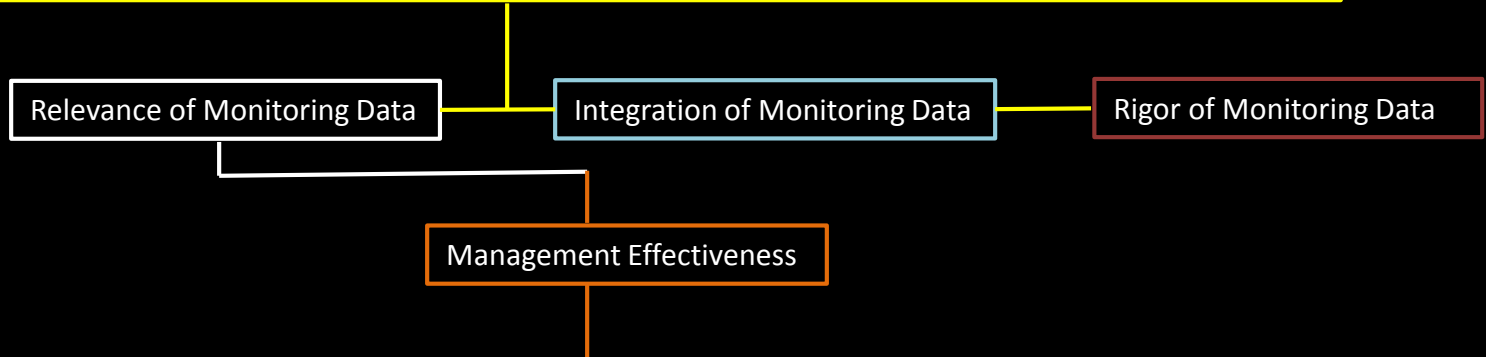 Relevance of Monitoring Data
Integration of Monitoring Data
Rigor of Monitoring Data
Management Effectiveness